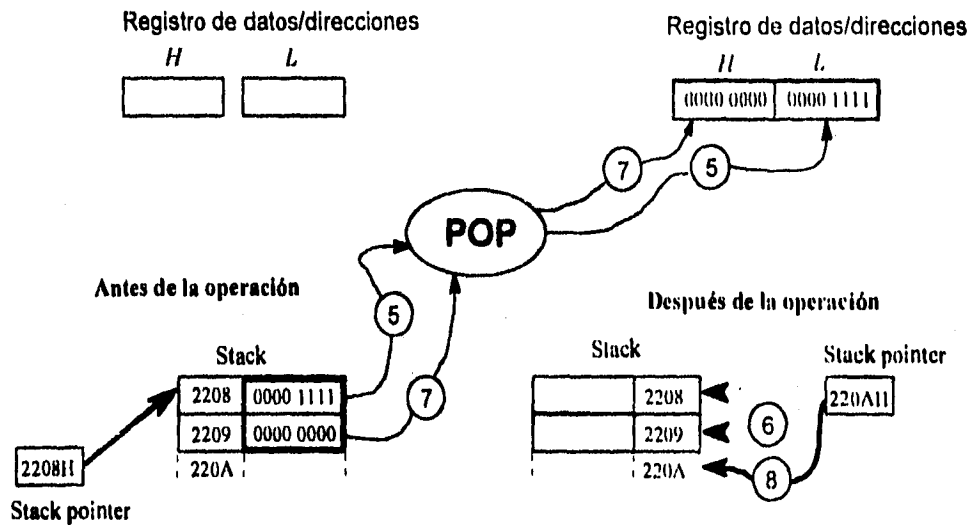 Registro de datos/direcciones
H L
Registro de datos/direcciones
H L
0000 0000 0000 1111
7
5
POP
Antes de la operación
5
Después de la operación
Stack
2208 0000 1111
2209 0000 0000
220A
7
2208H
Stack pointer
Stack
2208
2209
220A
6
8
Stack pointer
220AH